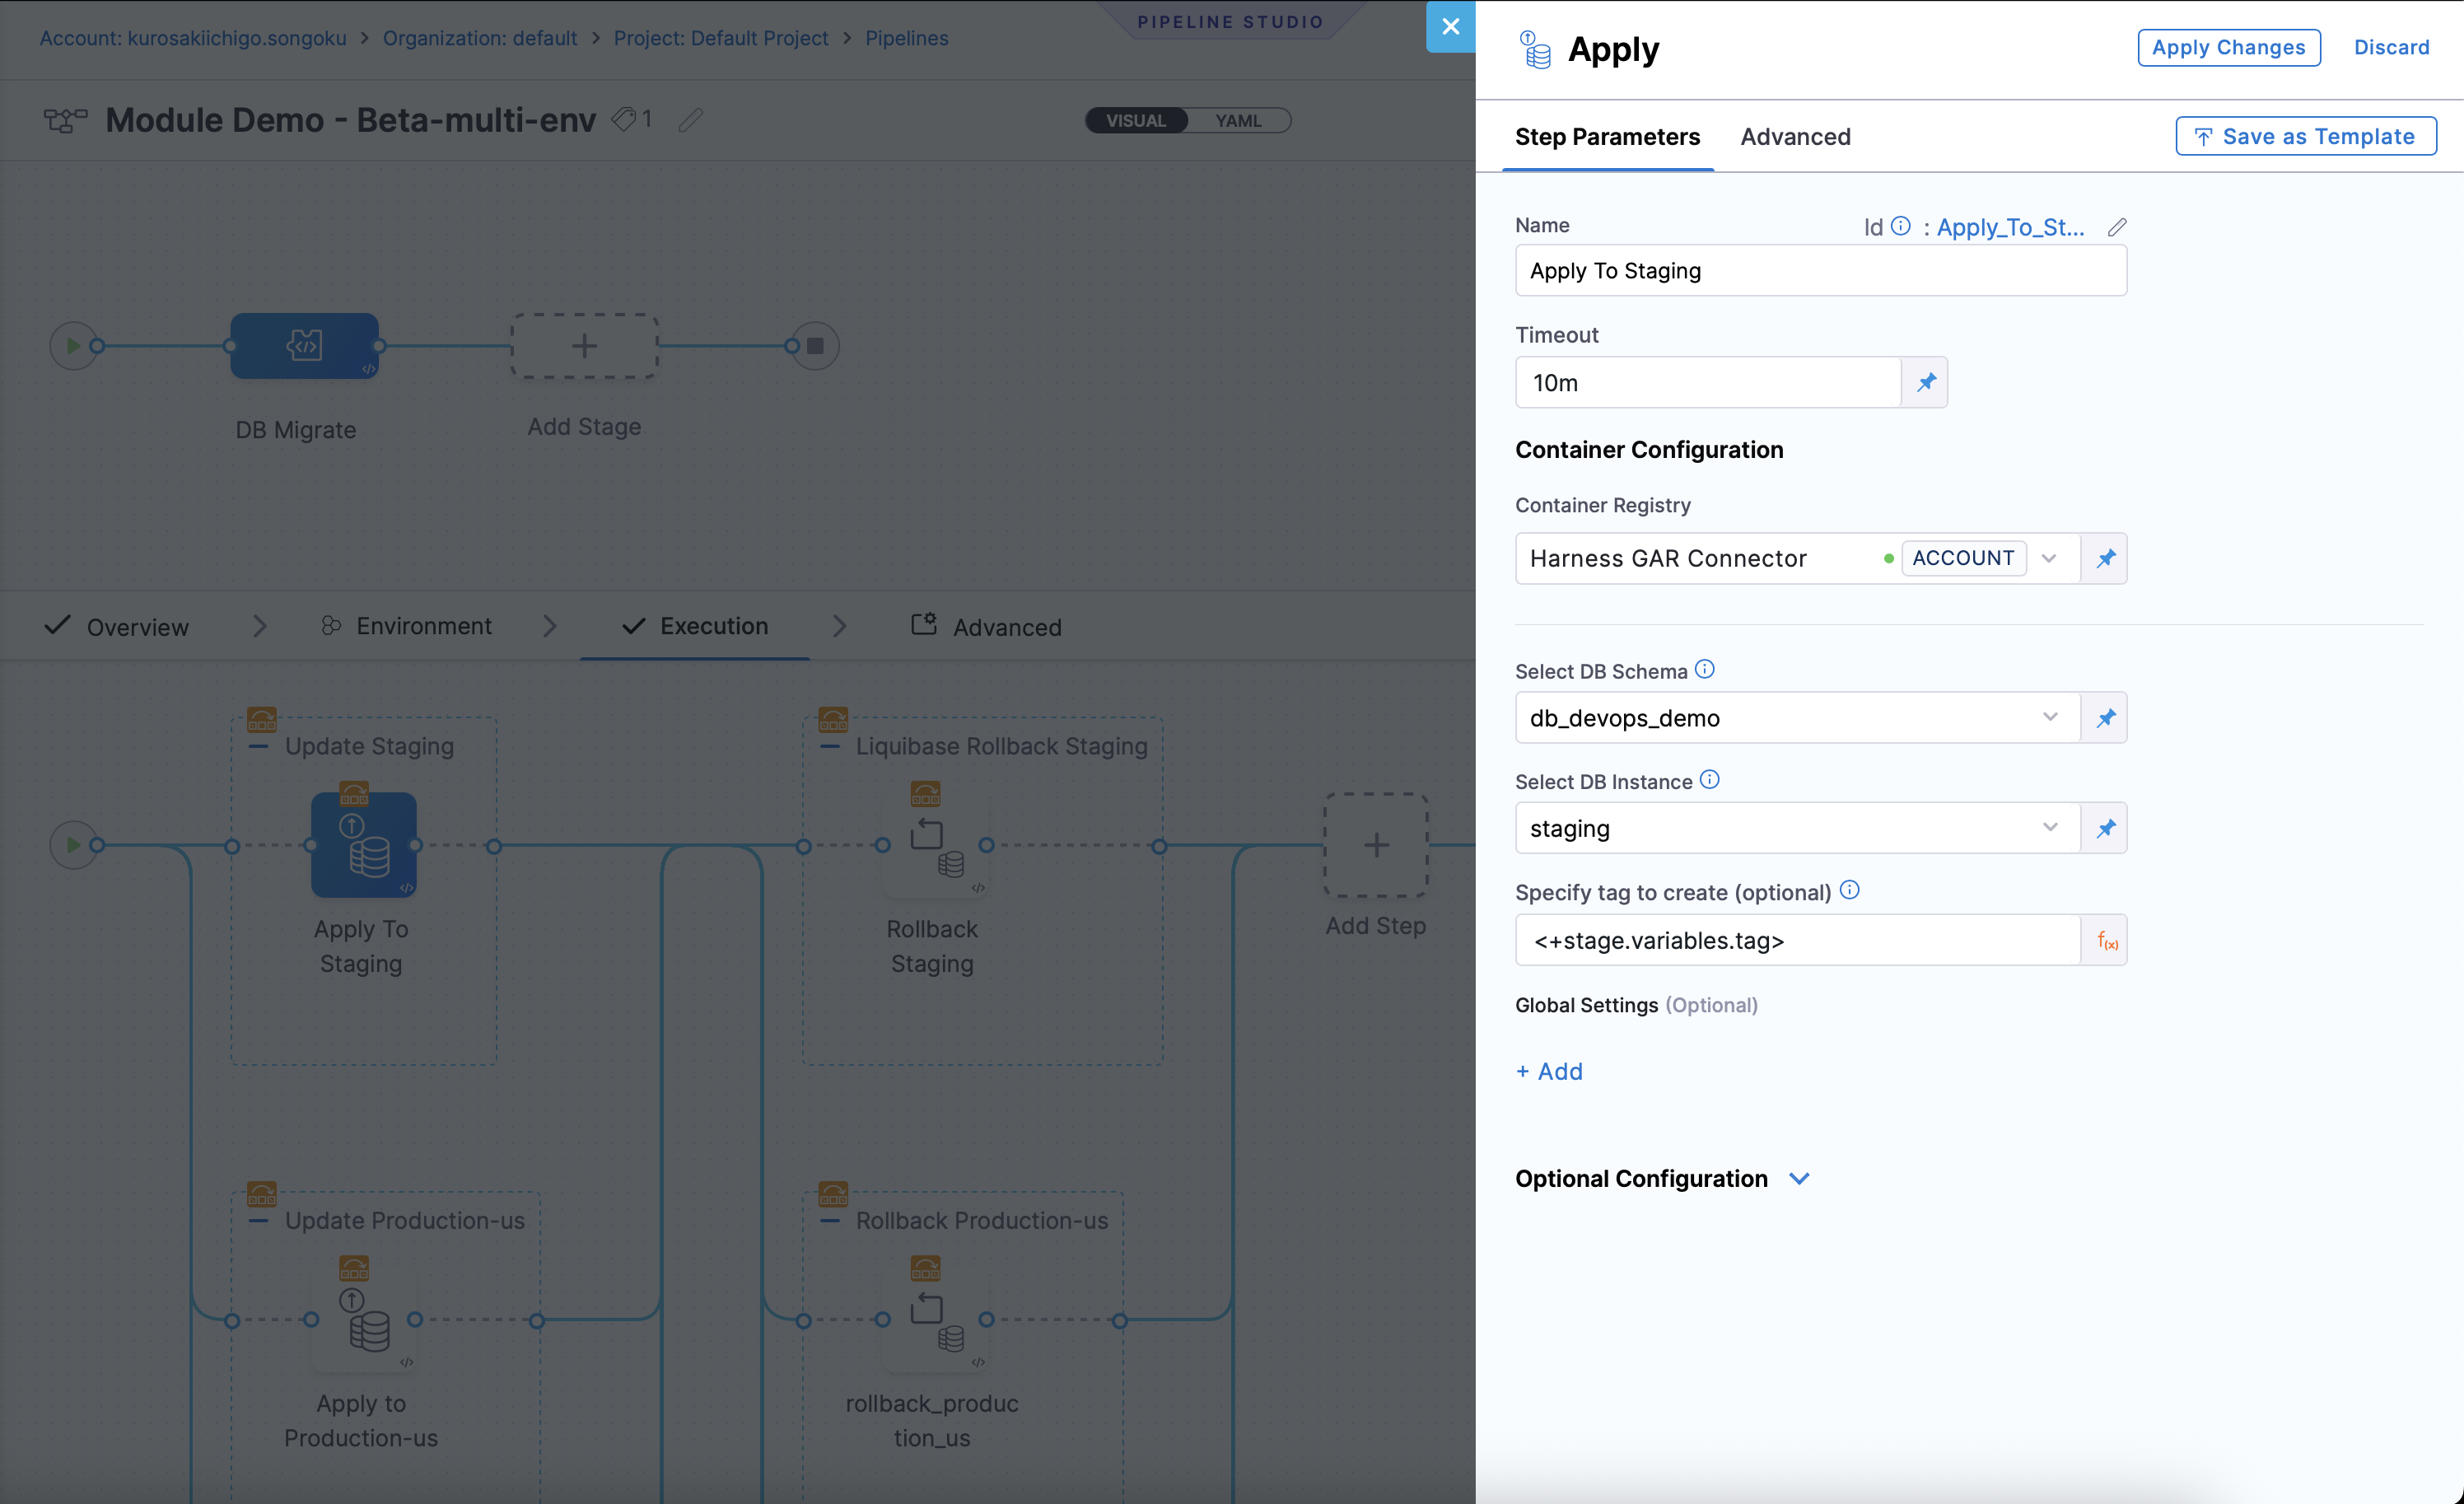 Account: kurosakiichigo.songoku > Organization: default > Project: Default Project > Pipelines
PIPELINE STUDIO
Module Demo - Beta-multi-env 1
VISUAL YAML
DB Migrate
Add Stage
Overview
Environment
Execution
Advanced
Update Staging
Liquibase Rollback Staging
Apply To
Staging
Rollback
Staging
Add Step
Update Production-us
Rollback Production-us
Apply to
Production-us
rollback_produc
tion_us
Apply
Apply Changes
Discard
Step Parameters
Advanced
Save as Template
Name
Id : Apply_To_St...
Apply To Staging
Timeout
10m
Container Configuration
Container Registry
Harness GAR Connector
ACCOUNT
Select DB Schema
db_devops_demo
Select DB Instance
staging
Specify tag to create (optional)
<+stage.variables.tag>
f(x)
Global Settings (Optional)
+ Add
Optional Configuration